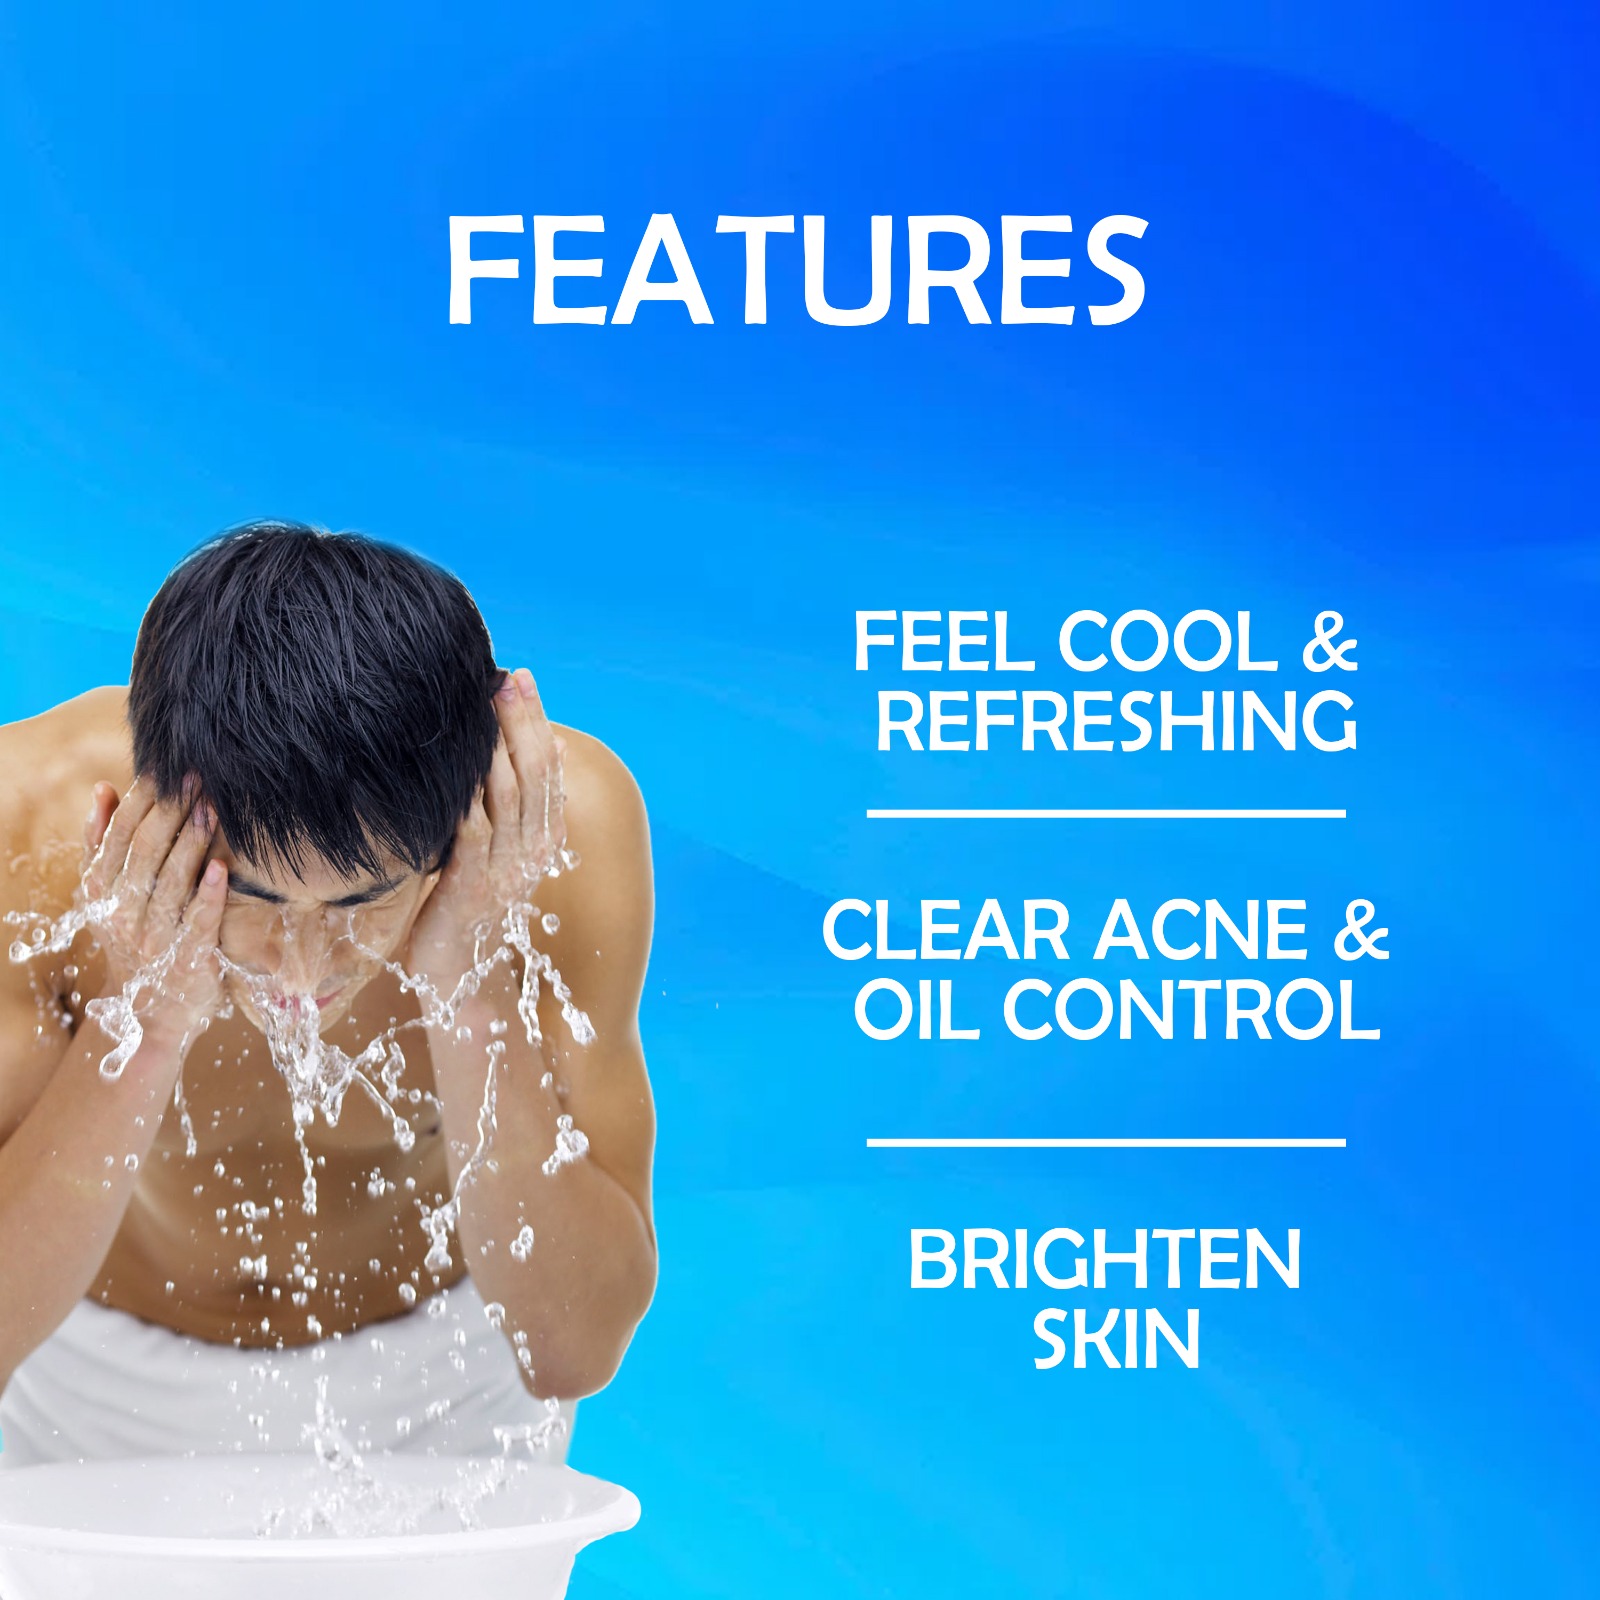 FEATURES
FEEL COOL &
REFRESHING
CLEAR ACNE &
OIL CONTROL
BRIGHTEN
SKIN